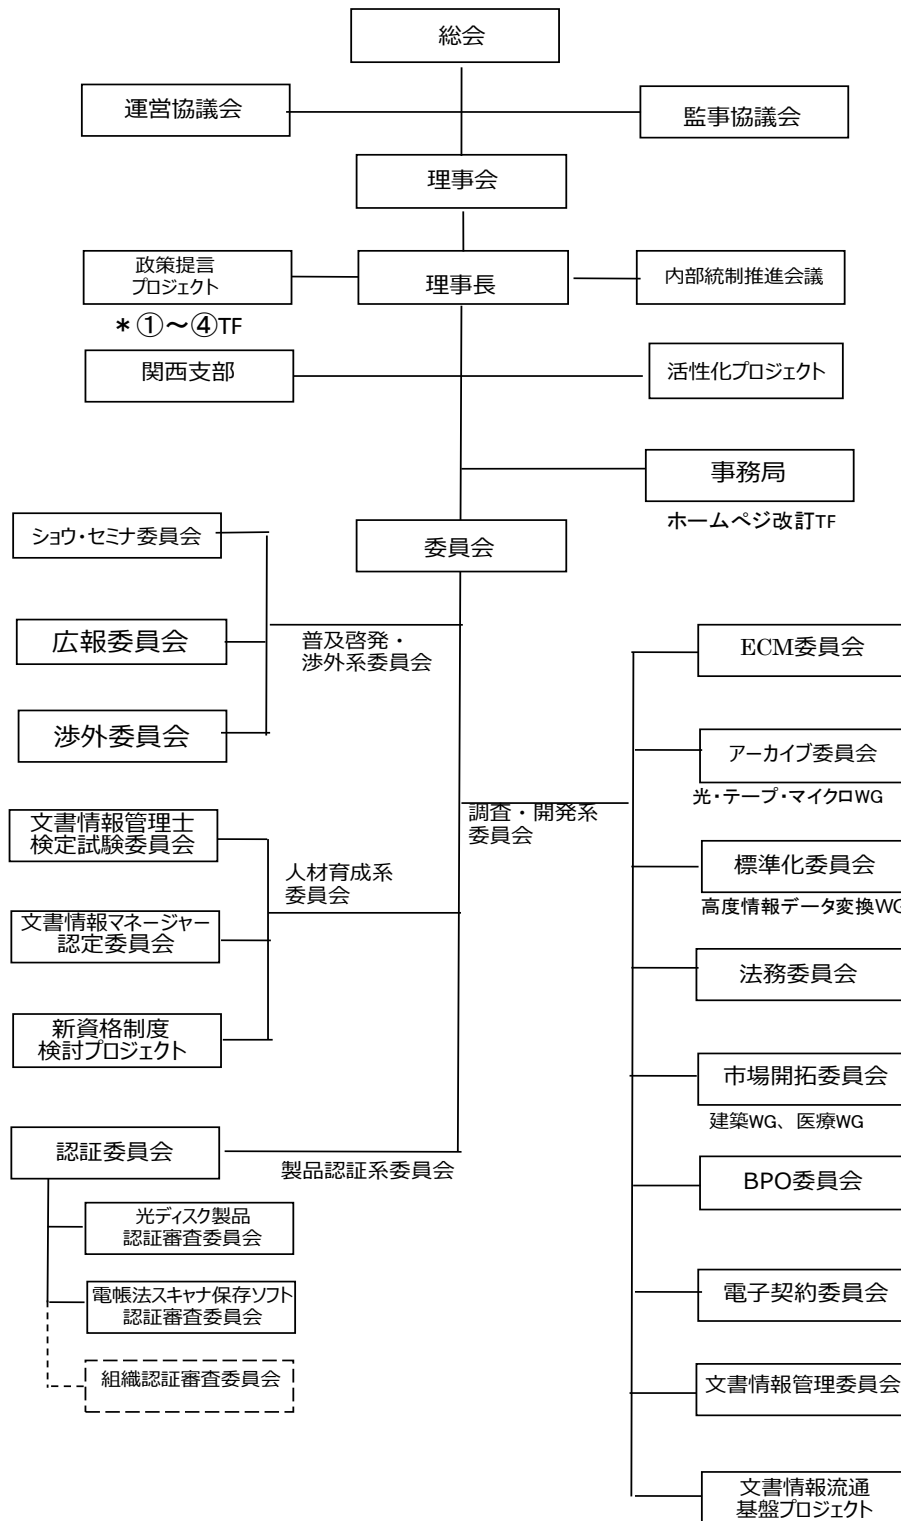 総会
運営協議会
監事協議会
理事会
政策提言
プロジェクト
理事長
内部統制推進会議
＊①～④TF
関西支部
活性化プロジェクト
事務局
ホームページ改訂TF
ショウ・セミナ委員会
委員会
広報委員会
普及啓発・
渉外系委員会
ECM委員会
渉外委員会
アーカイブ委員会
光・テープ・マイクロWG
調査・開発系
委員会
文書情報管理士
検定試験委員会
人材育成系
委員会
標準化委員会
高度情報データ変換WG
文書情報マネージャー
認定委員会
法務委員会
新資格制度
検討プロジェクト
市場開拓委員会
建築WG、医療WG
認証委員会
製品認証系委員会
BPO委員会
光ディスク製品
認証審査委員会
電帳法スキャナ保存ソフト
認証審査委員会
電子契約委員会
組織認証審査委員会
文書情報管理委員会
文書情報流通
基盤プロジェクト